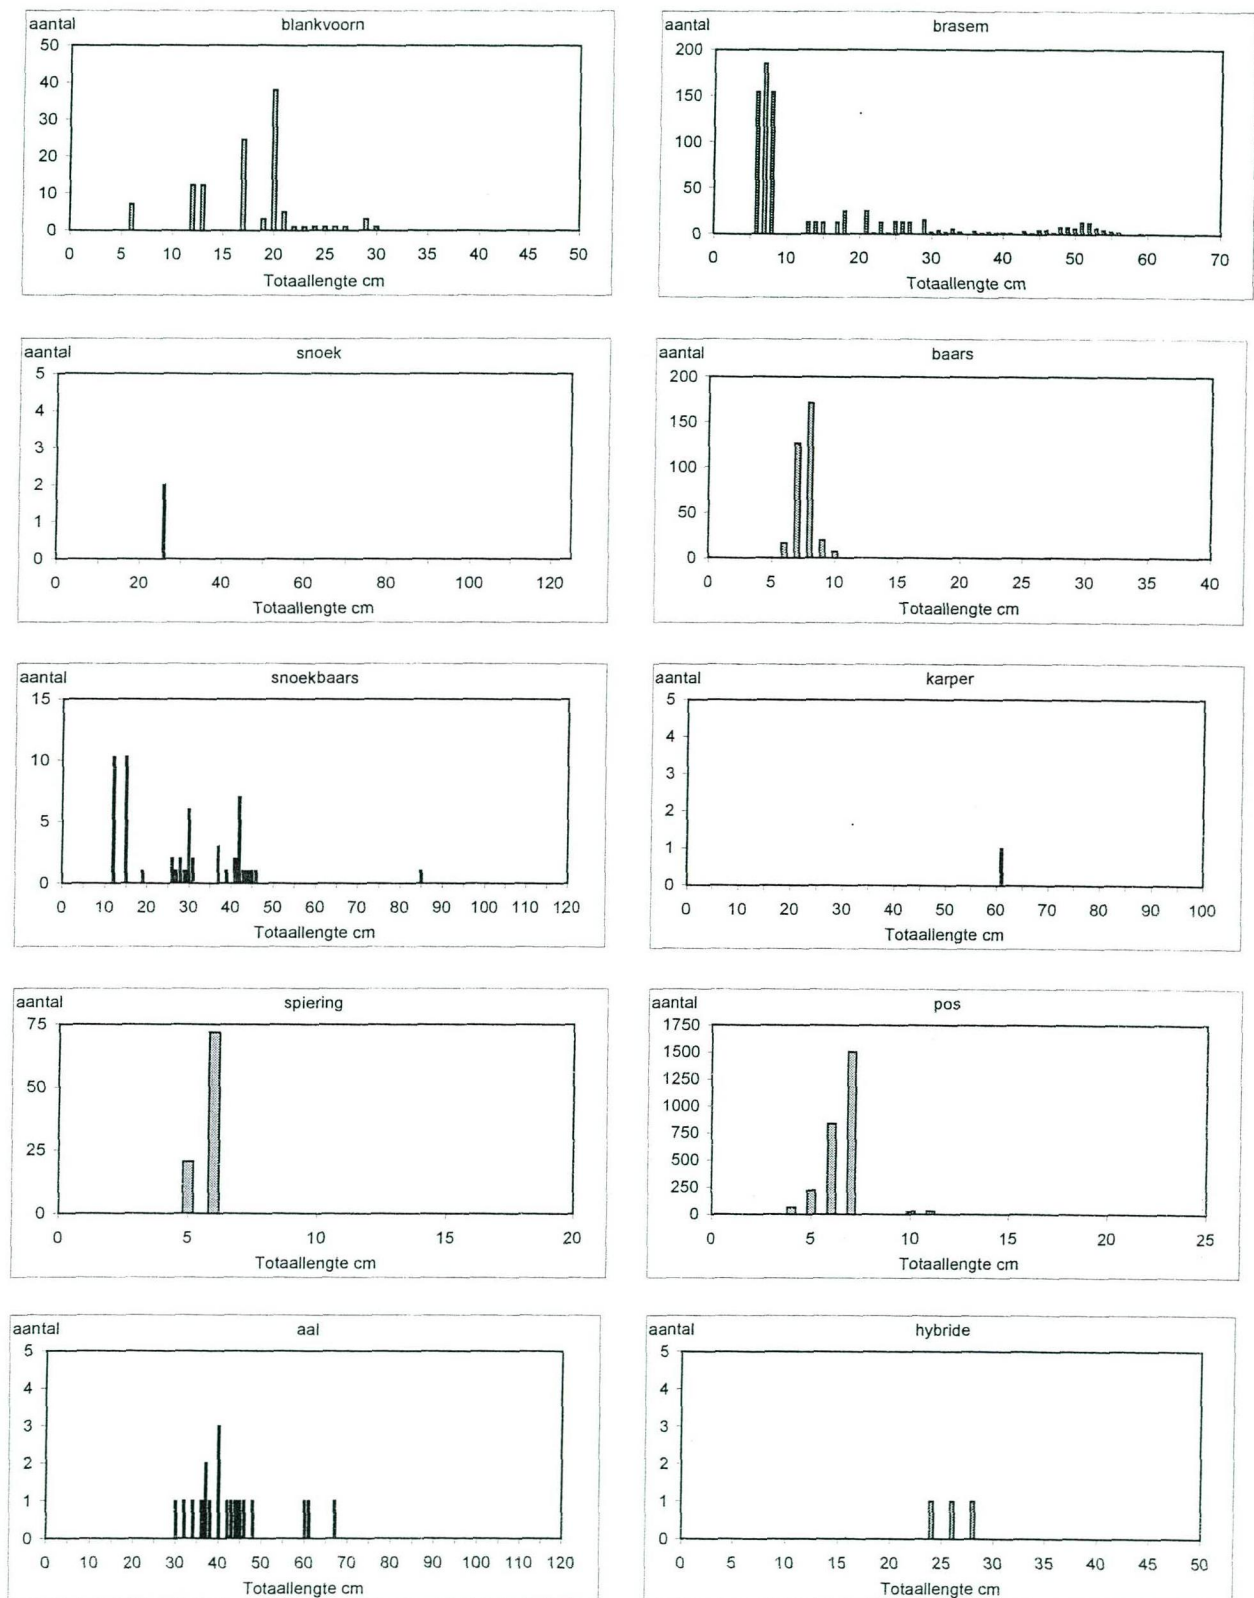 aantal blankvoorn
50
40
30
20
10
0
0 5 10 15 20 25 30 35 40 45 50
Totaallengte cm
aantal brasem
200
150
100
50
0
0 10 20 30 40 50 60 70
Totaallengte cm
aantal snoek
5
4
3
2
1
0
0 20 40 60 80 100 120
Totaallengte cm
aantal baars
200
150
100
50
0
0 5 10 15 20 25 30 35 40
Totaallengte cm
aantal snoekbaars
15
10
5
0
0 10 20 30 40 50 60 70 80 90 100 110 120
Totaallengte cm
aantal karper
5
4
3
2
1
0
0 10 20 30 40 50 60 70 80 90 100
Totaallengte cm
aantal spiering
75
50
25
0
0 5 10 15 20
Totaallengte cm
aantal pos
1750
1500
1250
1000
750
500
250
0
0 5 10 15 20 25
Totaallengte cm
aantal aal
5
4
3
2
1
0
0 10 20 30 40 50 60 70 80 90 100 110 120
Totaallengte cm
aantal hybride
5
4
3
2
1
0
0 5 10 15 20 25 30 35 40 45 50
Totaallengte cm